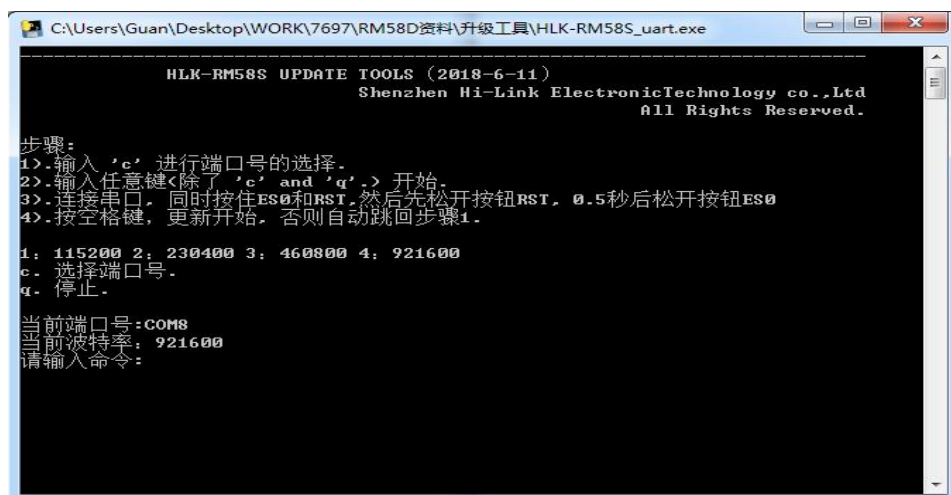 C:\Users\Guan\Desktop\WORK\7697\RM58D资料\升级工具\HLK-RM58S_uart.exe
HLK-RM58S UPDATE TOOLS (2018-6-11)
Shenzhen Hi-Link ElectronicTechnology co.,Ltd
All Rights Reserved.
步骤:
1>.输入 'c' 进行端口号的选择.
2>.输入任意键(除了 'c' and 'q'.) 开始.
3>.连接串口, 同时按住ES0和RST,然后先松开按钮RST, 0.5秒后松开按钮ES0
4>.按空格键, 更新开始, 否则自动跳回步骤1.
1: 115200 2: 230400 3: 460800 4: 921600
c. 选择端口号.
q. 停止.
当前端口号:COM8
当前波特率: 921600
请输入命令: